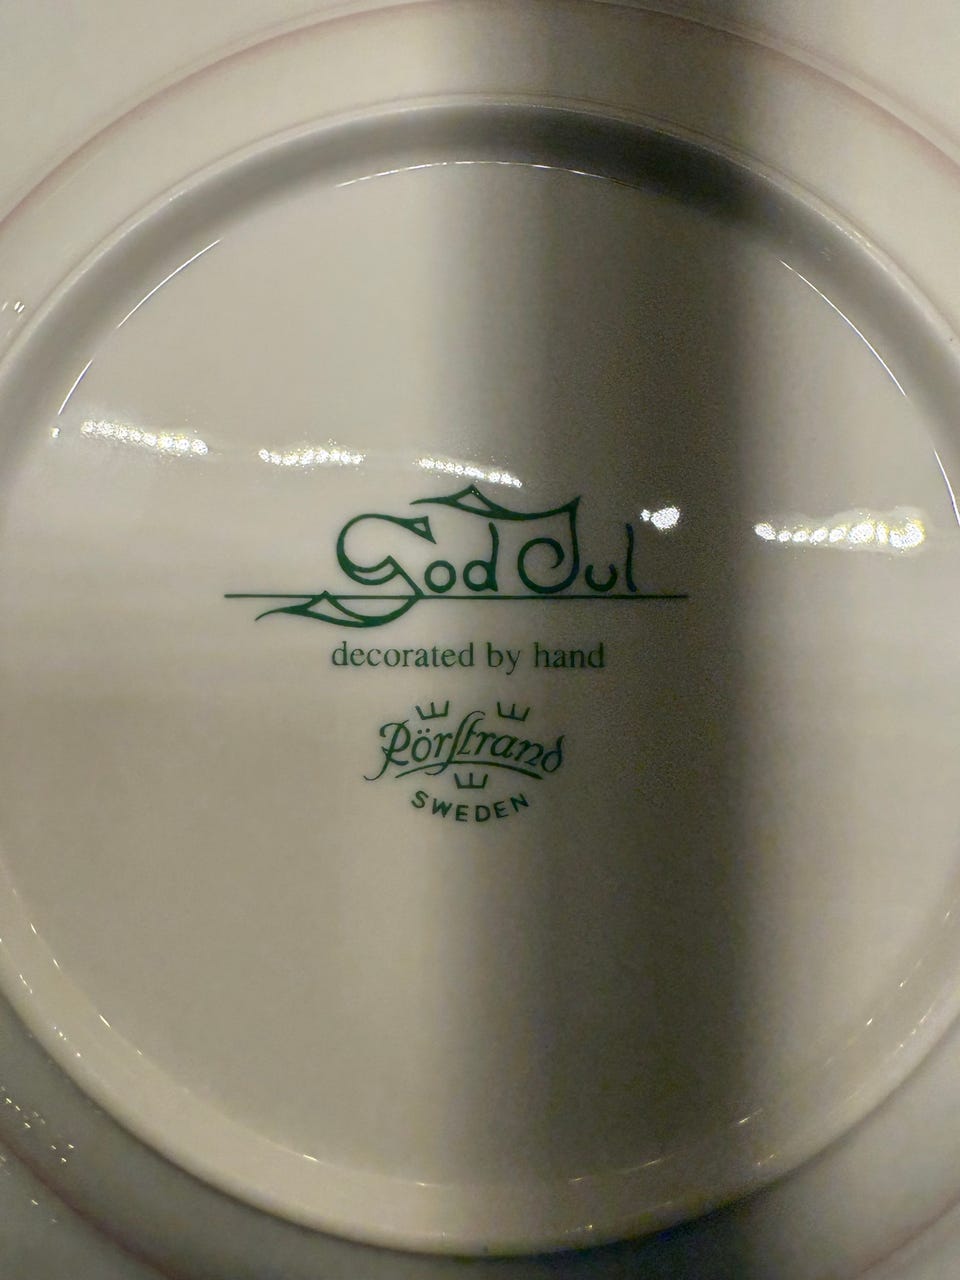 God Jul
decorated by hand
Rörstrand
SWEDEN